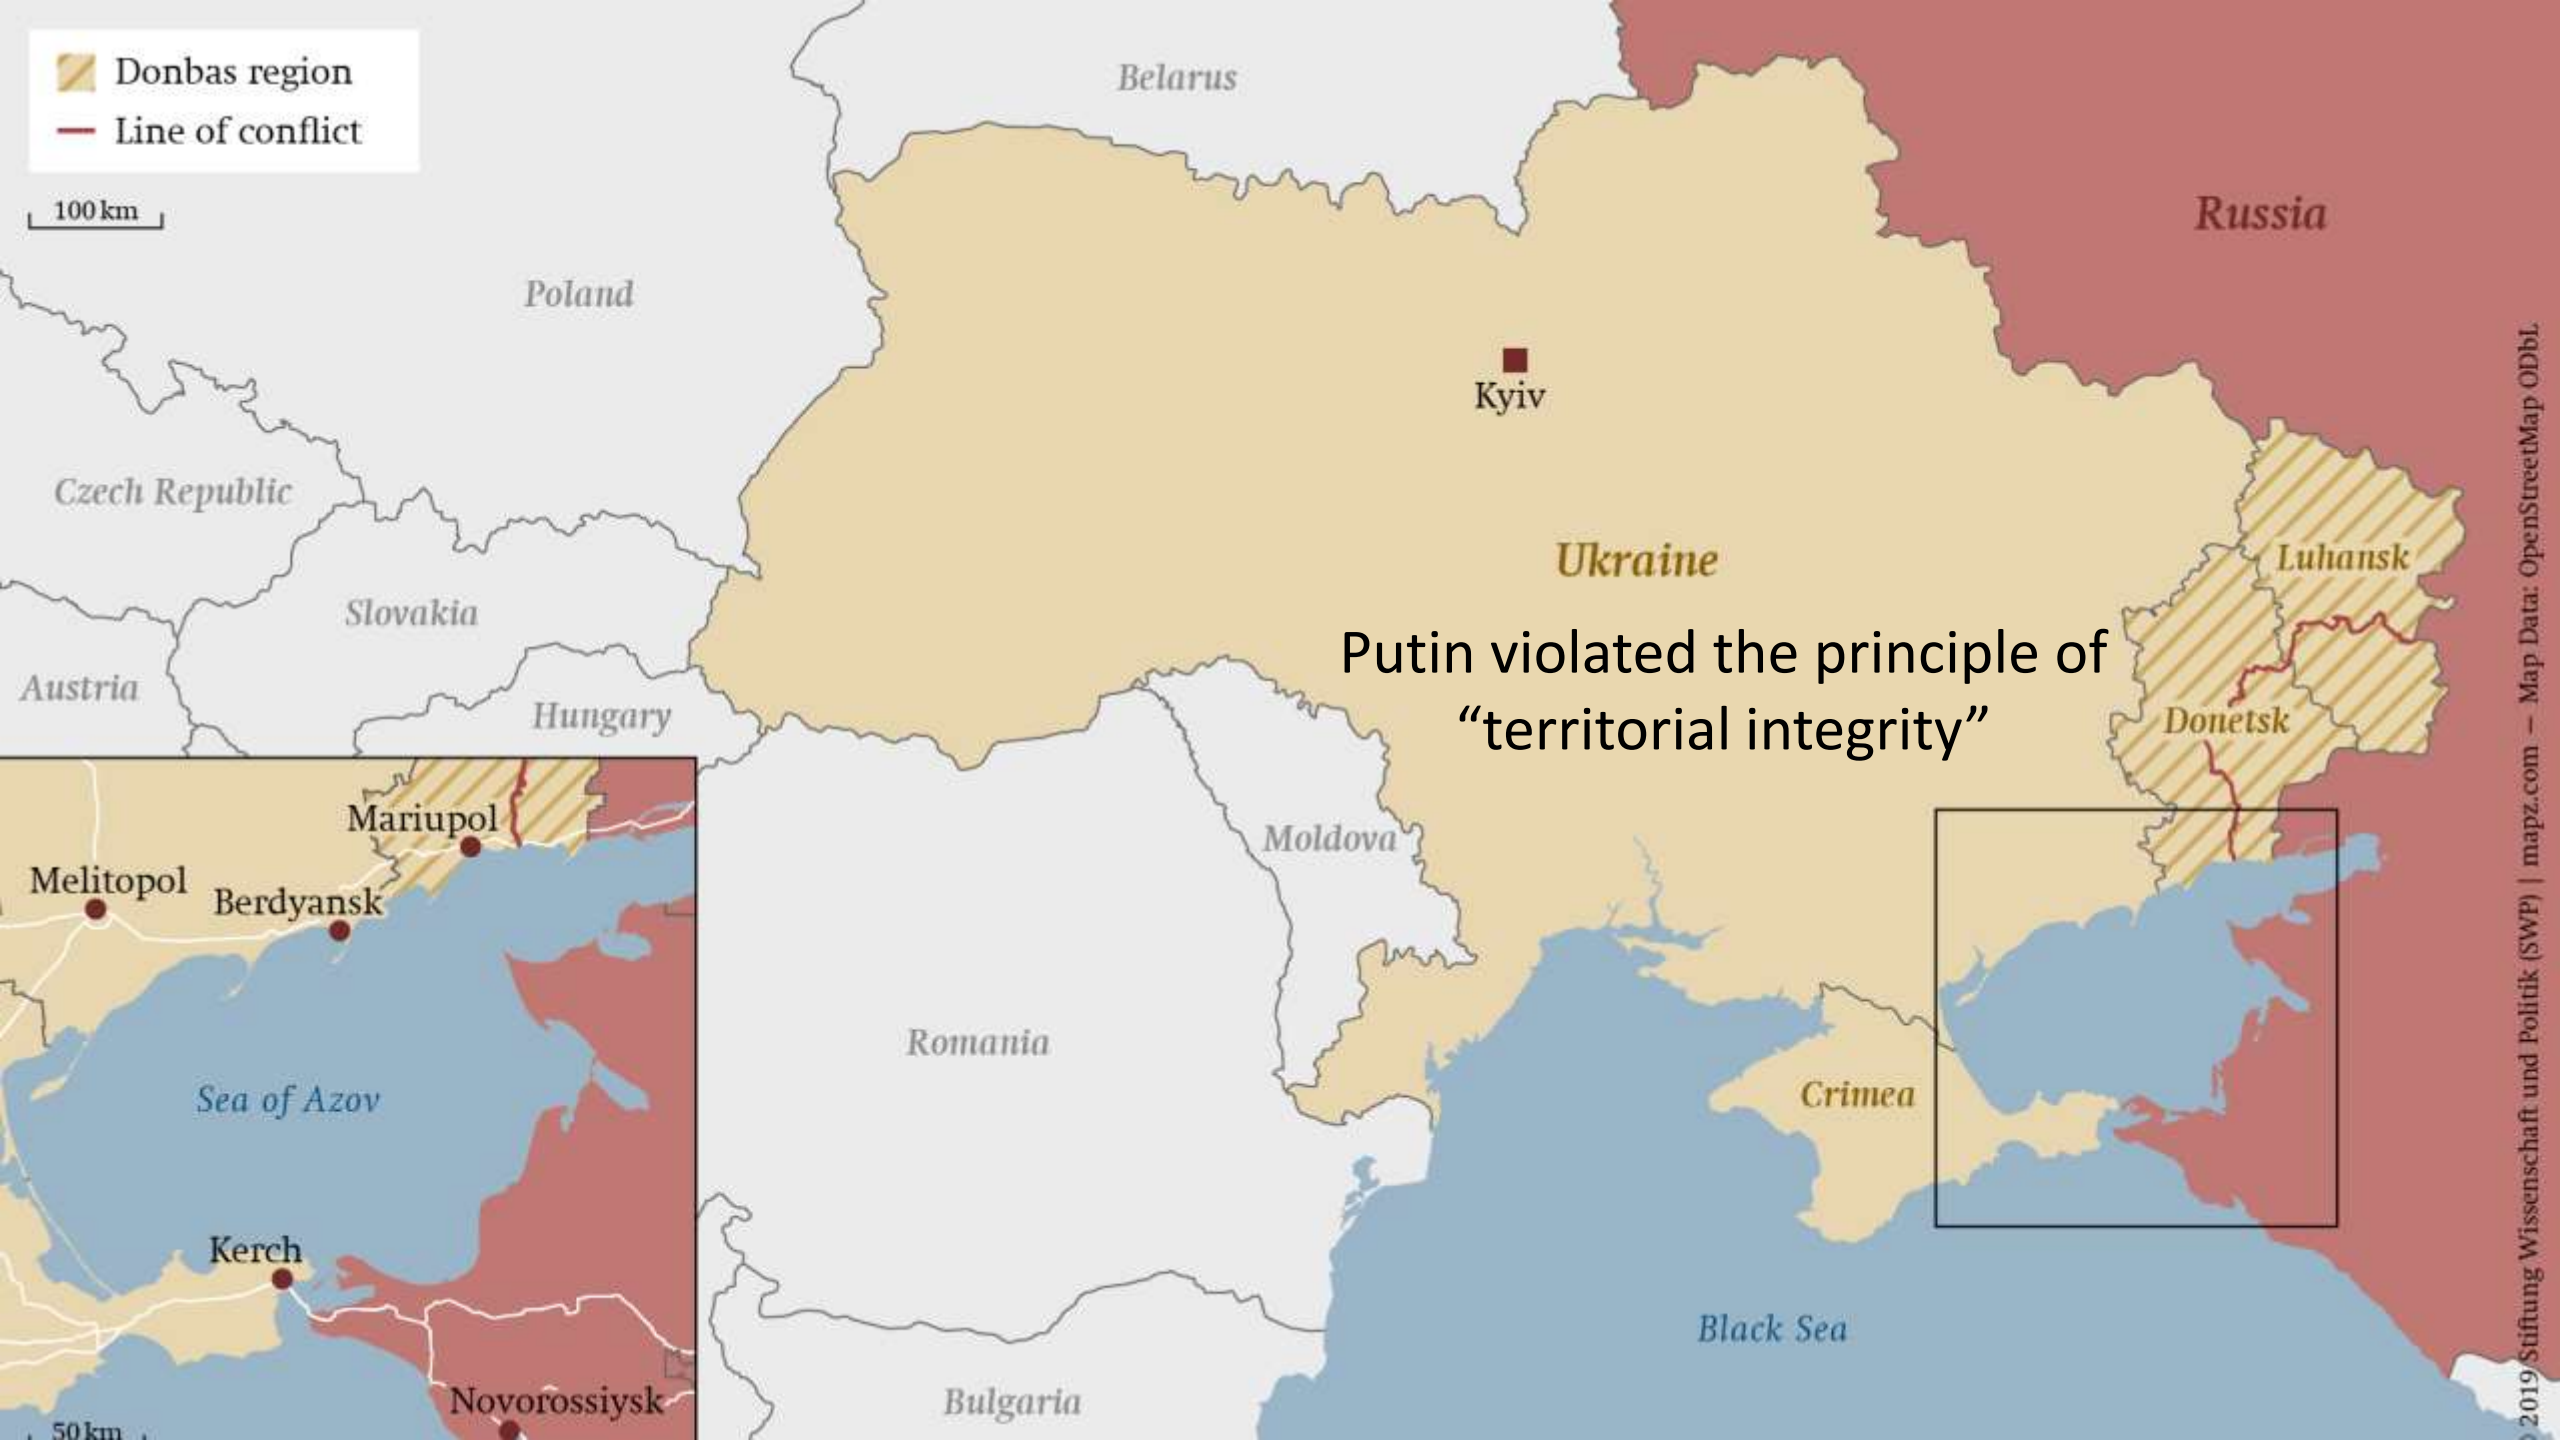 Donbas region
Line of conflict
100 km
Belarus
Russia
Poland
Kyiv
Czech Republic
Ukraine
Luhansk
Slovakia
Putin violated the principle of
“territorial integrity”
Austria
Hungary
Donetsk
Moldova
Romania
Crimea
Black Sea
Bulgaria
Mariupol
Melitopol
Berdyansk
Sea of Azov
Kerch
Novorossiysk
50 km
© 2019 Stiftung Wissenschaft und Politik (SWP) | mapz.com – Map Data: OpenStreetMap ODbL